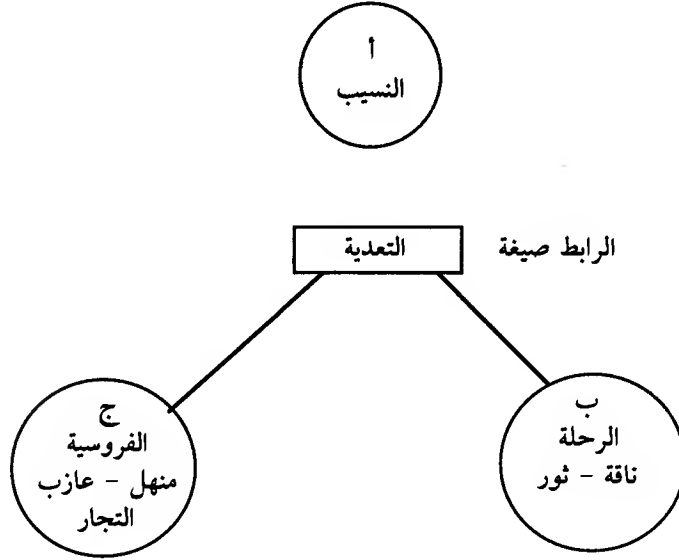 أ
النسيب
الرابط صيغة التعدية
ب
الرحلة
ناقة - ثور
ج
الفروسية
منهل - عازب
التجار